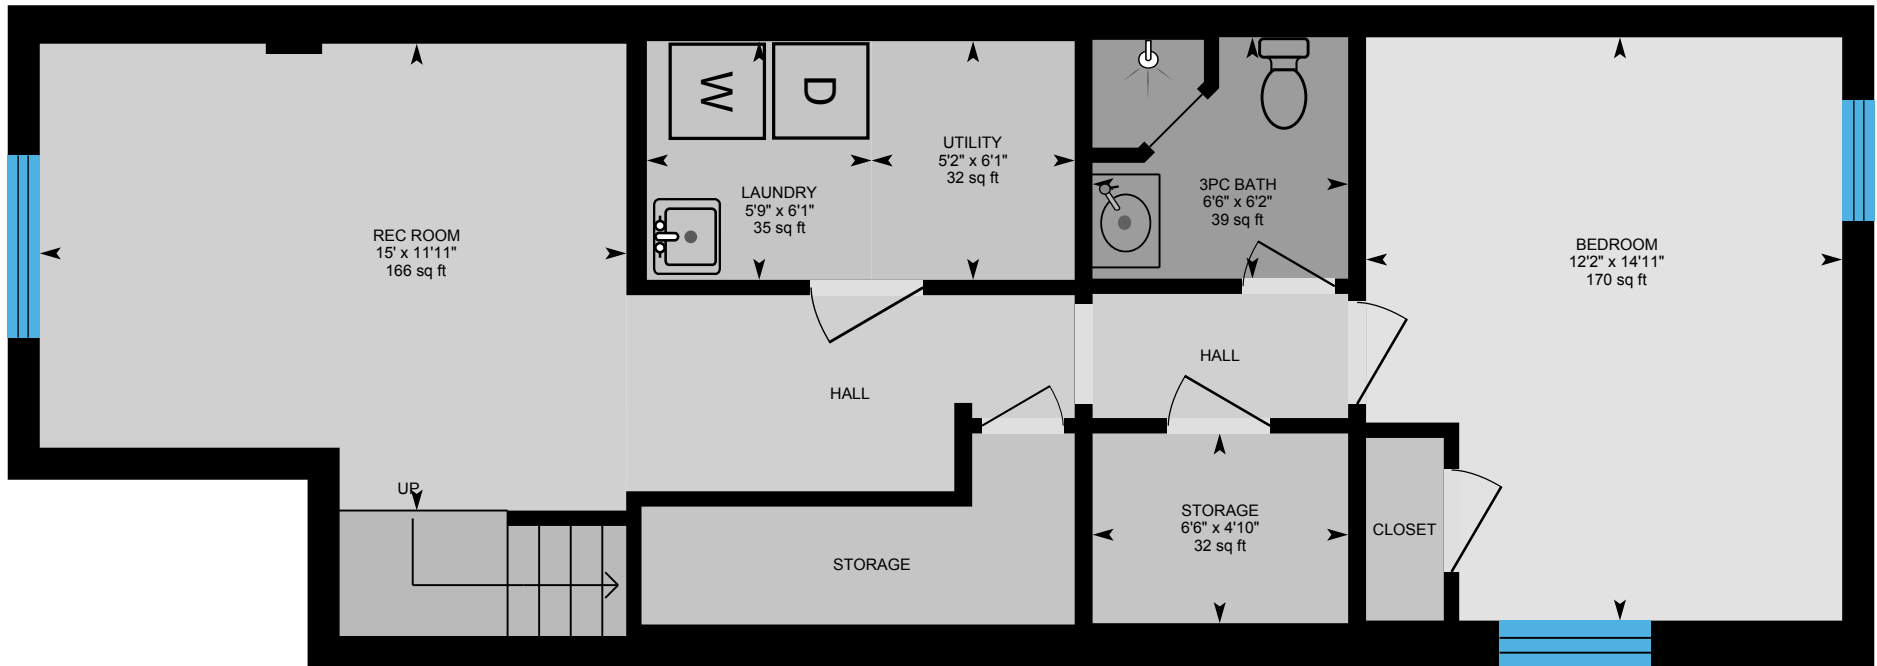 W
D
UTILITY
5'2" x 6'1"
32 sq ft
LAUNDRY
5'9" x 6'1"
35 sq ft
3PC BATH
6'6" x 6'2"
39 sq ft
REC ROOM
15' x 11'11"
166 sq ft
BEDROOM
12'2" x 14'11"
170 sq ft
HALL
HALL
UP
STORAGE
6'6" x 4'10"
32 sq ft
CLOSET
STORAGE